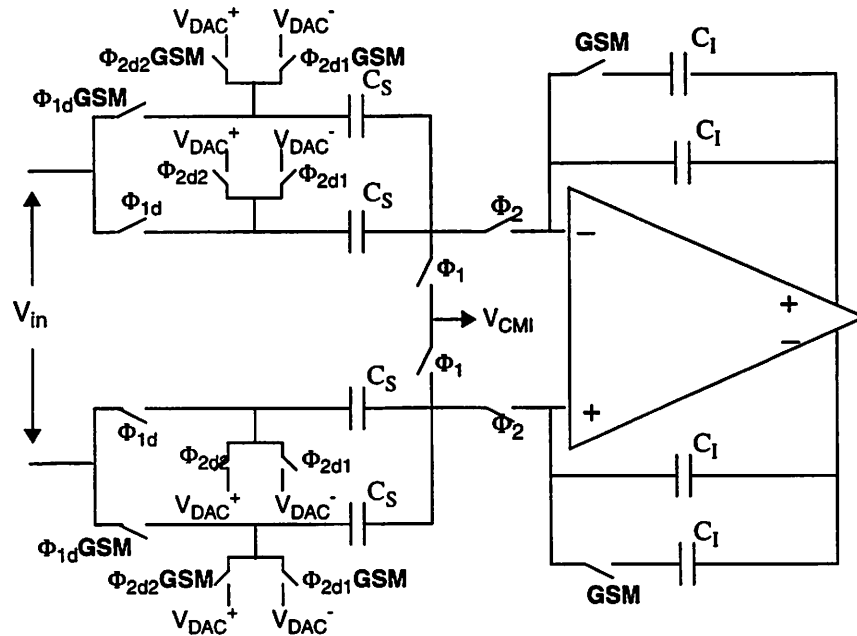 V_DAC^+ V_DAC^-
Φ_2d2GSM Φ_2d1GSM
Φ_1dGSM
C_S
V_DAC^+ V_DAC^-
Φ_2d2 Φ_2d1
Φ_1d
C_S
Φ_2
GSM
C_I
C_I
−
+
−
+
V_in
Φ_1
V_CMI
Φ_1
C_S
Φ_1d
Φ_2d2 Φ_2d1
V_DAC^+ V_DAC^-
C_S
Φ_2
Φ_1dGSM
Φ_2d2GSM Φ_2d1GSM
V_DAC^+ V_DAC^-
C_I
C_I
GSM